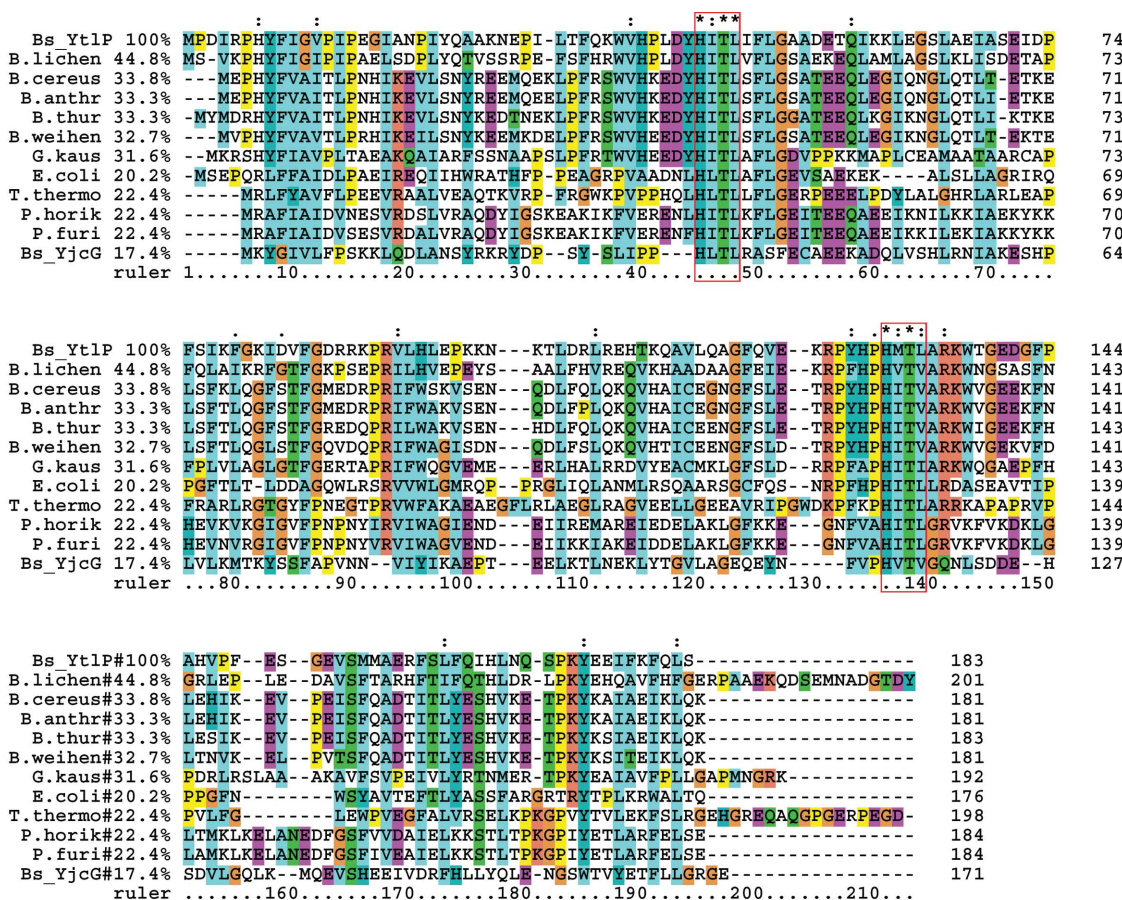 : : : *:** :
Bs_YtlP 100% MPDIRPHYFIGVPIPEGIANPIYQAAKNEPI-LTFQKWVHPLDYHITLIFLGAADETQIKKLEGSLAEIASEIDP 74
B.lichen 44.8% MS-VKPHYFIGIPIPAELSDPLYQTVSSRPE-FSFHRWVHPLDYHITLVFLGSAEKEQLAMLAGSLKLISDETAP 73
B.cereus 33.8% ---MEPHYFVAITLPNHIKEVLSNYREEMQEKLPFRSWVHKEDYHITLSFLGSATEEQLEGIQNGLQTLT-ETKE 71
B.anthr 33.3% ---MEPHYFVAITLPNHIKEVLSNYREEMQEELPFRSWVHKEDYHITLSFLGSATEEQLEGIQNGLQTLI-ETKE 71
B.thur 33.3% -MYMDRHYFVAITLPNHIKEVLSNYKEDTNEKLPFRSWVHKEDYHITLSFLGGATEEQLKGIKNGLQTLI-KTKE 73
B.weihen 32.7% ---MVPHYFVAVTLPRHIKEILSNYKEEMKDELPFRSWVHEEDYHITLSFLGSATEEQLEGIKNGLQTLT-EKTE 71
G.kaus 31.6% --MKRSHYFIAVPLTAEAKQAIARFSSNAAPSLPFRTWVHEEDYHITLAFLGDVPPKKMAPLCEAMAATAARCAP 73
E.coli 20.2% -MSEPQRLFFAIDLPAEIREQIIHWRATHFP-PEAGRPVAADNLHLTLAFLGEVSAEKEK----ALSLLAGRIRQ
T.thermo 22.4% -----MRLFYAVFLPEEVRAALVEAQTKVRP-FRGWKPVPPHQLHLTLLFLGERPEEELPDYLALGHRLARLEAP 69
P.horik 22.4% -----MRAFIAIDVNESVRDSLVRAQDYIGSKEAKIKFVERENLHITLKFLGEITEEQAEEIKNILKKIAEKYKK 70
P.furi 22.4% -----MRAFIAIDVSESVRDALVRAQDYIGSKEAKIKFVERENFHITLKFLGEITEEQAEEIKKILEKIAKKYKK 70
Bs_YjcG 17.4% -----MKYGIVLFPSKKLQDLANSYRKRYDP--SY-SLIPP--HLTLRASFECAEEKADQLVSHLRNIAKESHP 64
ruler 1.......10........20........30........40........50........60........70......
: : : : : *:*: :
Bs_YtlP 100% FSIKFGKIDVFGDRRKPRVLHLEPKKN---KTLDRLREHTKQAVLQAGFQVE--KRPYHPHMTLARKWTGEDGFP 144
B.lichen 44.8% FQLAIKRFGTFGKPSEPRILHVEPEYS---AALFHVREQVKHAADAAGFEIE--KRPFHPHVTLARKWNGSASFN 143
B.cereus 33.8% LSFKLQGFSTFGREDRPRIFWSKVSEN---QDLFQLQKQVHAICEGNGFSLE--TRPYHPHITVARKWVGEEKFN 141
B.anthr 33.3% LSFTLQGFSTFGMEDRPRIFWAKVSEN---QDLFPLQKQVHAICEGNGFSLE--TRPYHPHITVARKWVGEEKFN 141
B.thur 33.3% LSFTLQGFSTFGRESRPRIFWAKVSEN---HDLFQLQKQVHAICEENGFSLE--TRPYHPHITVARKWIGEEKFH 143
B.weihen 32.7% LSFTLQGFSTFGQVDQPRIFWAGISDN---QDLFSLQKQVHTICEENGFSLE--TRPYHPHITVARKWVGEKVFD 141
G.kaus 31.6% FPLVLAGLGTFGERTAPRIFWQGVEME---ERLHALRRDVYEACMKLGFSLD--RRPFAPHITIARKWQGAEPFH 143
E.coli 20.2% PGFTLT-LDDAGQWLRSRVVWLGMRQP--PRGLIQLANMLRSQAARSGCFQS--NRPFHPHITLLRDASEAVTIP 139
T.thermo 22.4% FRARLRGTGYFPNEGTPRVWFAKAEAEGFLRLAEGLRAGVEELLGEEAVRIPGWDKPFKPHITLARRKAPAPRVP 144
P.horik 22.4% HEVKVKGIGVFPNPNYIRVIWAGIEND---EIIREMAREIEDELAKLGFKKE--GNFVAHITLGRVKFVKDKLG 139
P.furi 22.4% HEVNVRGIGVFPNPNYVRVIWAGVEND---EIIKKIAKEIDDELAKLGFKKE--GNFVAHITLGRVKFVKDKLG 139
Bs_YjcG 17.4% LVLKMTKYSSFAPVNN--VIYIKAEPT---EELKTLNEKLYTGVLAGEQEYN----FVPHVTVGQNLSDDE--H 127
ruler ...80........90........100.......110.......120.......130.......140.......150
: : :
Bs_YtlP#100% AHVPF--ES--GEVSMMAERFSLFQIHLNQ-SPKYEEIFKFQLS------------------- 183
B.lichen#44.8% GRLEP--LE--DAVSFTARHFTIFQTHLDR-LPKYEHQAVFHFGERPAAEKQDSEMNADGTDY 201
B.cereus#33.8% LEHIK--EV--PEISFQADTITLYESHVKE-TPKYKAIAEIKLQK------------------ 181
B.anthr#33.3% LEHIK--EV--PEISFQADTITLYESHVKE-TPKYKAIAEIKLQK------------------ 181
B.thur#33.3% LESIK--EV--PEISFQADTITLYESHVKE-TPKYKSIAEIKLQK------------------
B.weihen#32.7% LTNVK--EL--PVTSFQADTITLYESHVKE-TPKYKSITEIKLQK------------------ 181
G.kaus#31.6% PDRLRSLAA--AKAVFSVPEIVLYRTNMER-TPKYEAIAVFPLLGAPMNGRK----------- 192
E.coli#20.2% PPGFN--------WSYAVTEFTLYASSFARGRTRYTPLKRWALTQ------------------ 176
T.thermo#22.4% PVLFG-------LEWPVEGFALVRSELKPKGPVYTVLEKFSLRGEHGREQAQGPGERPEGD- 198
P.horik#22.4% LTMKLKELANEDFGSFVVDAIELKKSTLTPKGPIYETLARFELSE------------------ 184
P.furi#22.4% LAMKLKELANEDFGSFIVEAIELKKSTLTPKGPIYETLARFELSE------------------ 184
Bs_YjcG#17.4% SDVLGQLK--MQEVSHEEIVDRFHLLYQLE-NGSWTVYETFLLGRGE---------------- 171
ruler ........160.......170.......180.......190.......200.......210....